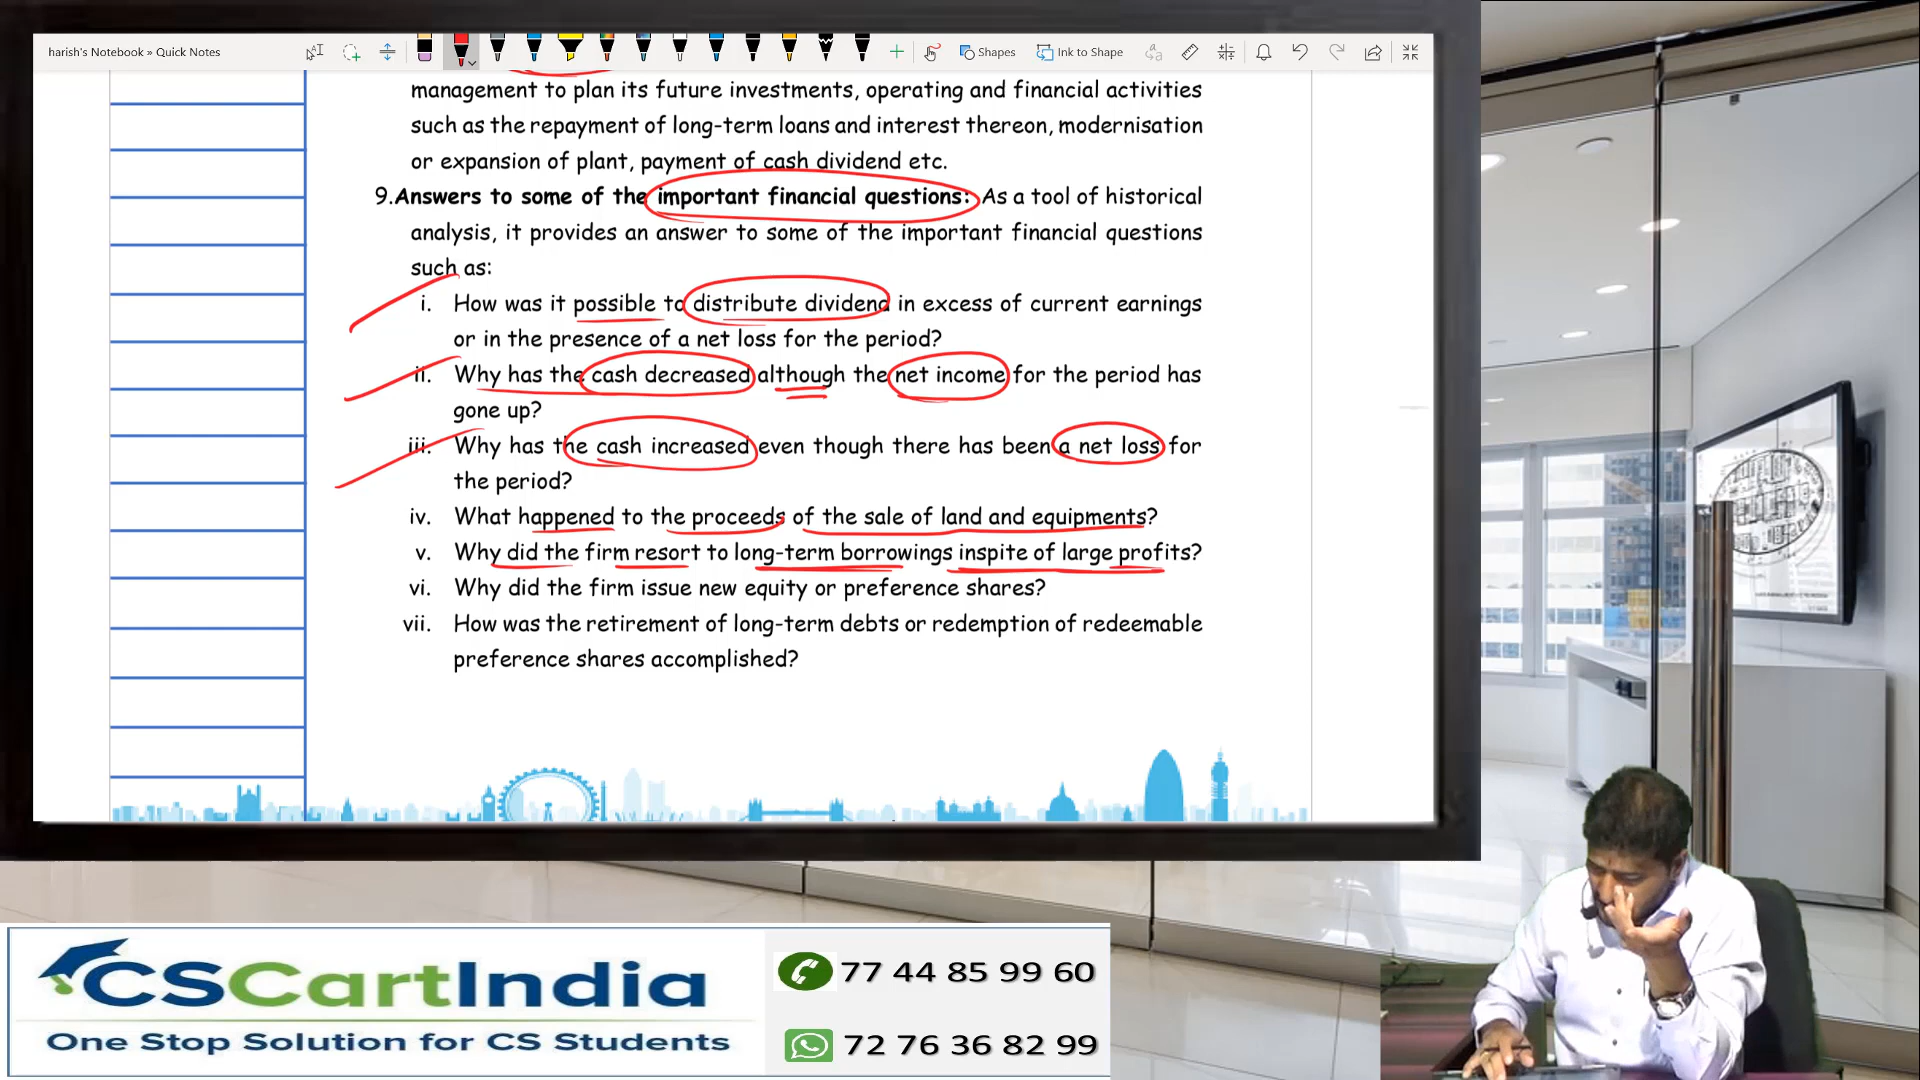 harish's Notebook » Quick Notes
Shapes
Ink to Shape
management to plan its future investments, operating and financial activities
such as the repayment of long-term loans and interest thereon, modernisation
or expansion of plant, payment of cash dividend etc.
9.Answers to some of the important financial questions: As a tool of historical
analysis, it provides an answer to some of the important financial questions
such as:
i. How was it possible to distribute dividend in excess of current earnings
or in the presence of a net loss for the period?
ii. Why has the cash decreased although the net income for the period has
gone up?
iii. Why has the cash increased even though there has been a net loss for
the period?
iv. What happened to the proceeds of the sale of land and equipments?
v. Why did the firm resort to long-term borrowings inspite of large profits?
vi. Why did the firm issue new equity or preference shares?
vii. How was the retirement of long-term debts or redemption of redeemable
preference shares accomplished?
CSCartIndia
One Stop Solution for CS Students
77 44 85 99 60
72 76 36 82 99